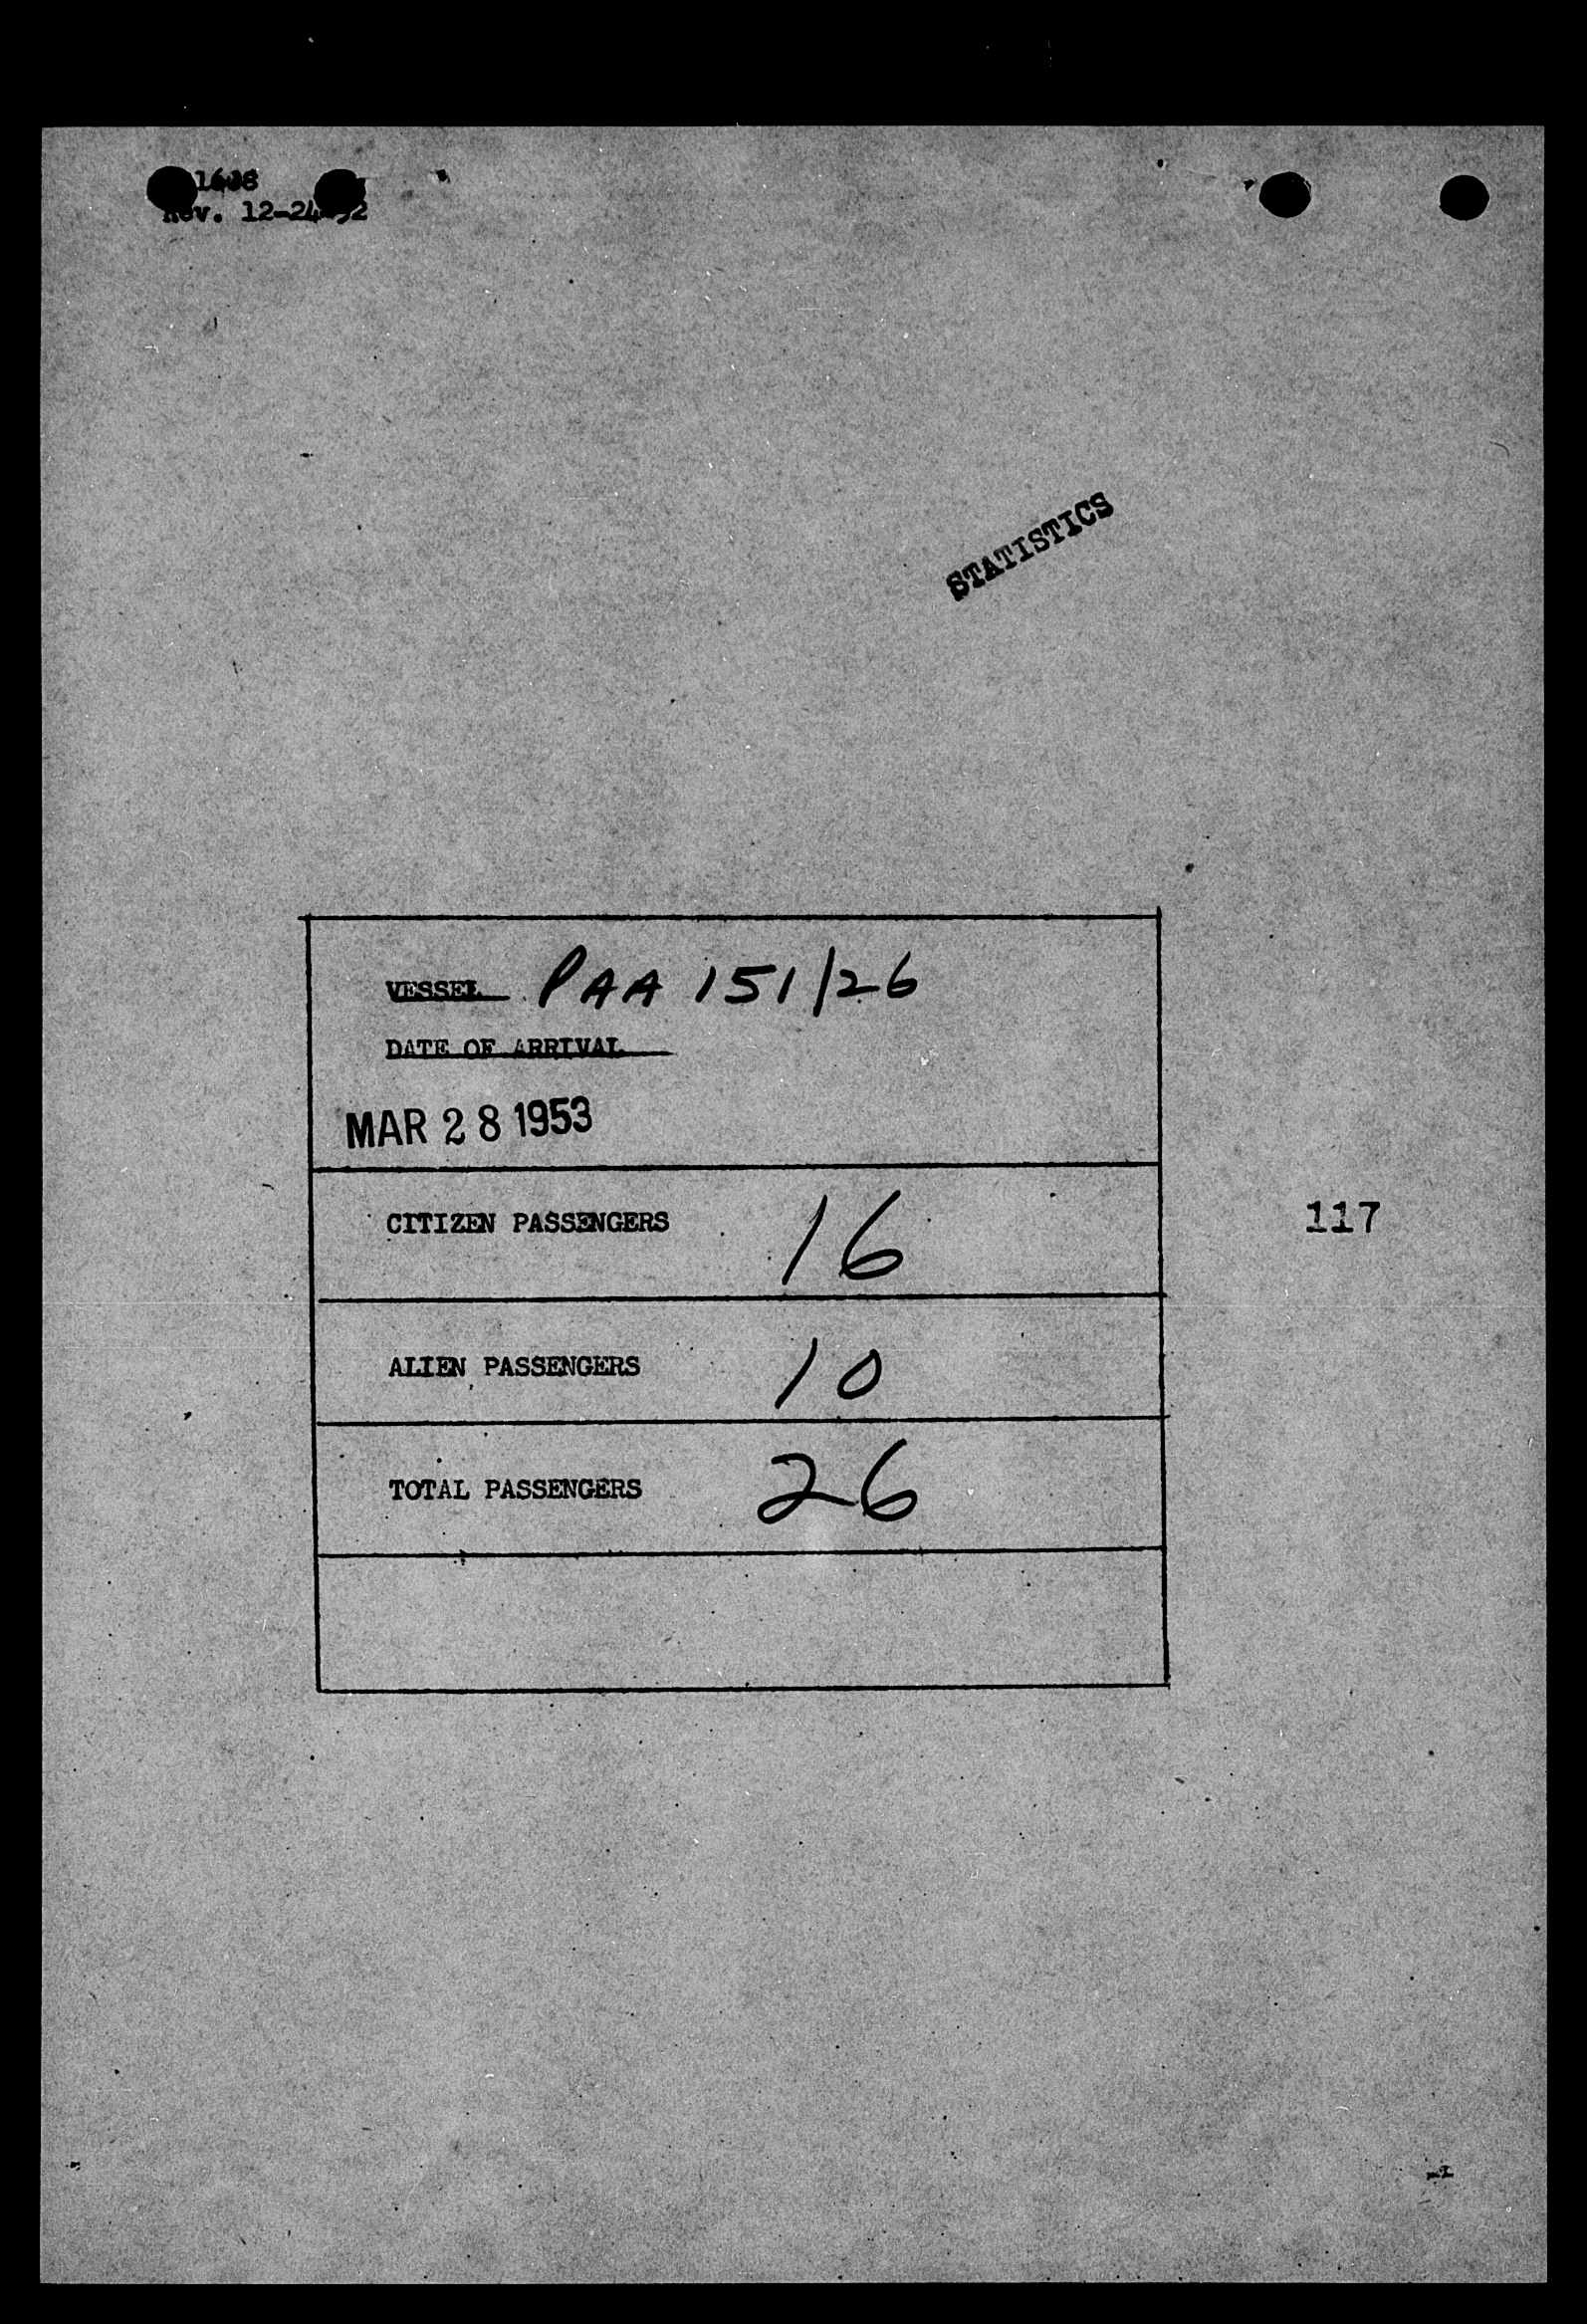 1608
Rev. 12-24-52
STATISTICS
VESSEL PAA 151/26
DATE OF ARRIVAL
MAR 28 1953
CITIZEN PASSENGERS 16
117
ALIEN PASSENGERS 10
TOTAL PASSENGERS 26